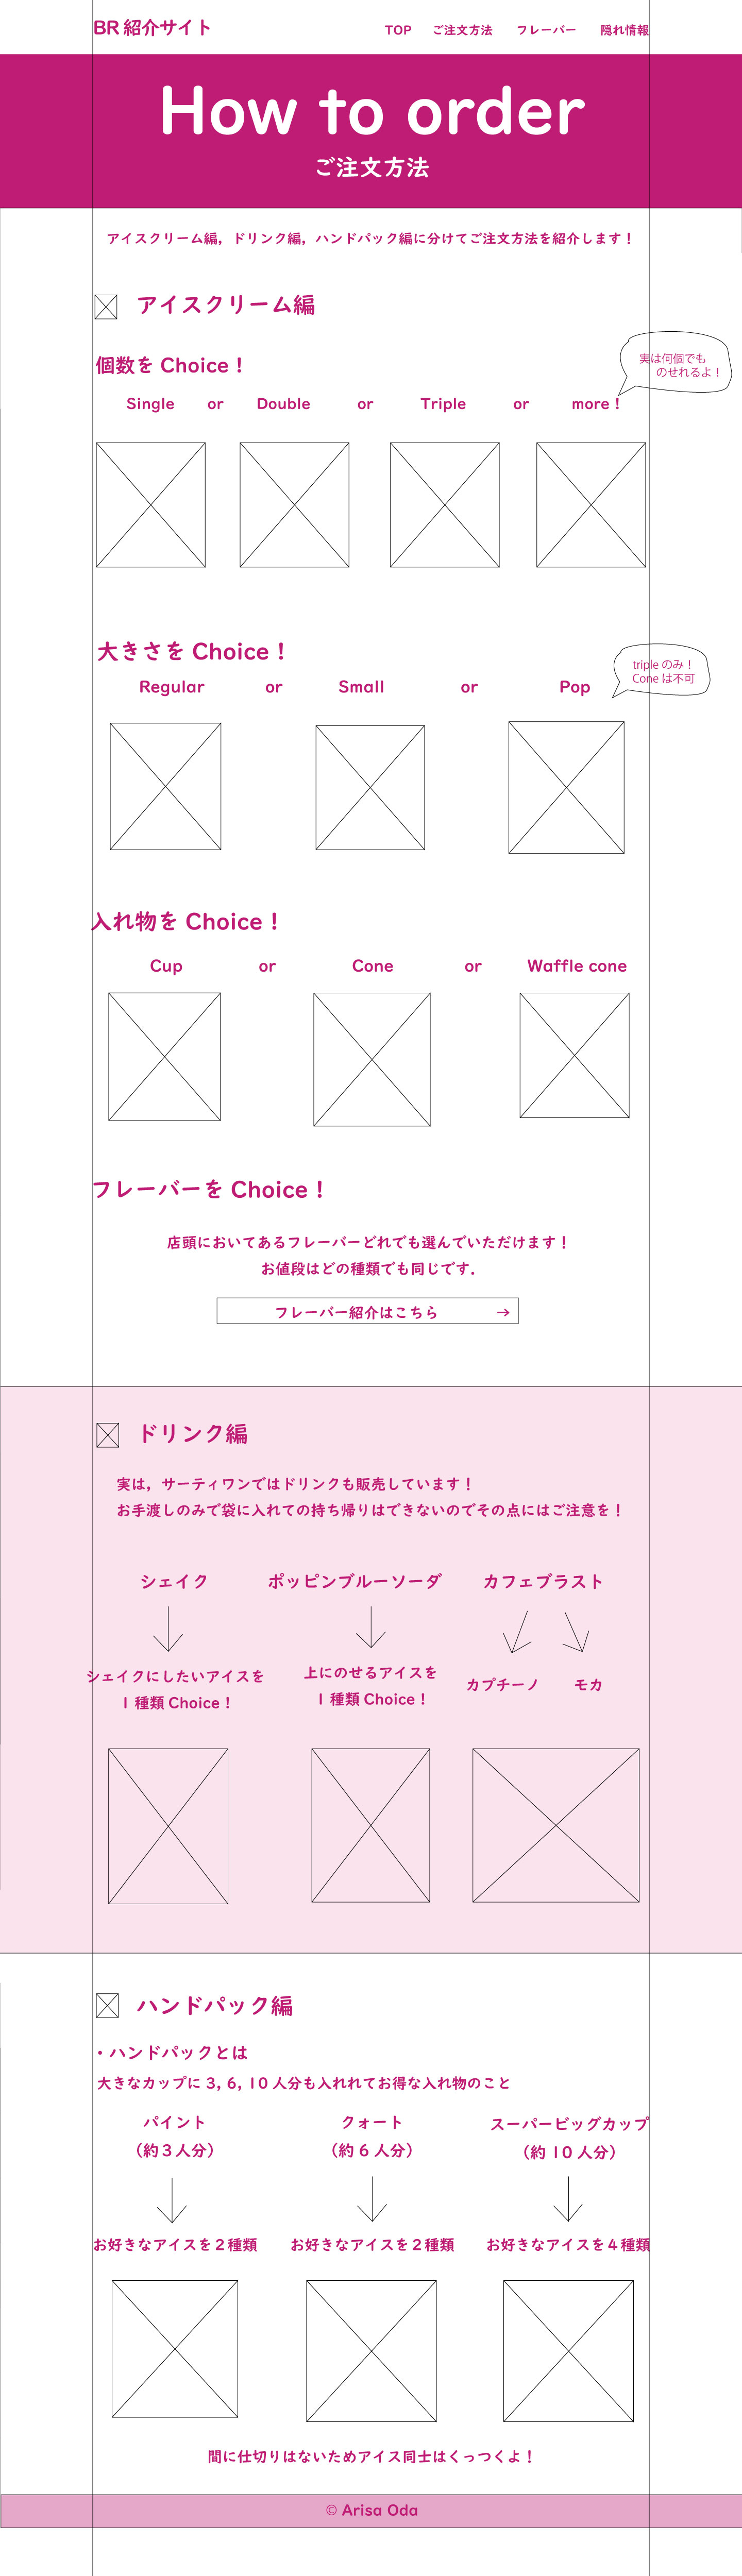 BR 紹介サイト
TOP ご注文方法 フレーバー 隠れ情報
How to order
ご注文方法
アイスクリーム編，ドリンク編，ハンドパック編に分けてご注文方法を紹介します！
アイスクリーム編
実は何個でも
のせれるよ！
個数を Choice！
Single or Double or Triple or more！
大きさを Choice！
triple のみ！
Cone は不可
Regular or Small or Pop
入れ物を Choice！
Cup or Cone or Waffle cone
フレーバーを Choice！
店頭においてあるフレーバーどれでも選んでいただけます！
お値段はどの種類でも同じです．
フレーバー紹介はこちら →
ドリンク編
実は，サーティワンではドリンクも販売しています！
お手渡しのみで袋に入れての持ち帰りはできないのでその点にはご注意を！
シェイク ポッピンブルーソーダ カフェブラスト
シェイクにしたいアイスを 上にのせるアイスを カプチーノ モカ
1 種類 Choice！ 1 種類 Choice！
ハンドパック編
・ハンドパックとは
大きなカップに 3, 6, 10 人分も入れれてお得な入れ物のこと
パイント クォート スーパービッグカップ
（約３人分） （約 6 人分） （約 10 人分）
お好きなアイスを２種類 お好きなアイスを２種類 お好きなアイスを４種類
間に仕切りはないためアイス同士はくっつくよ！
© Arisa Oda